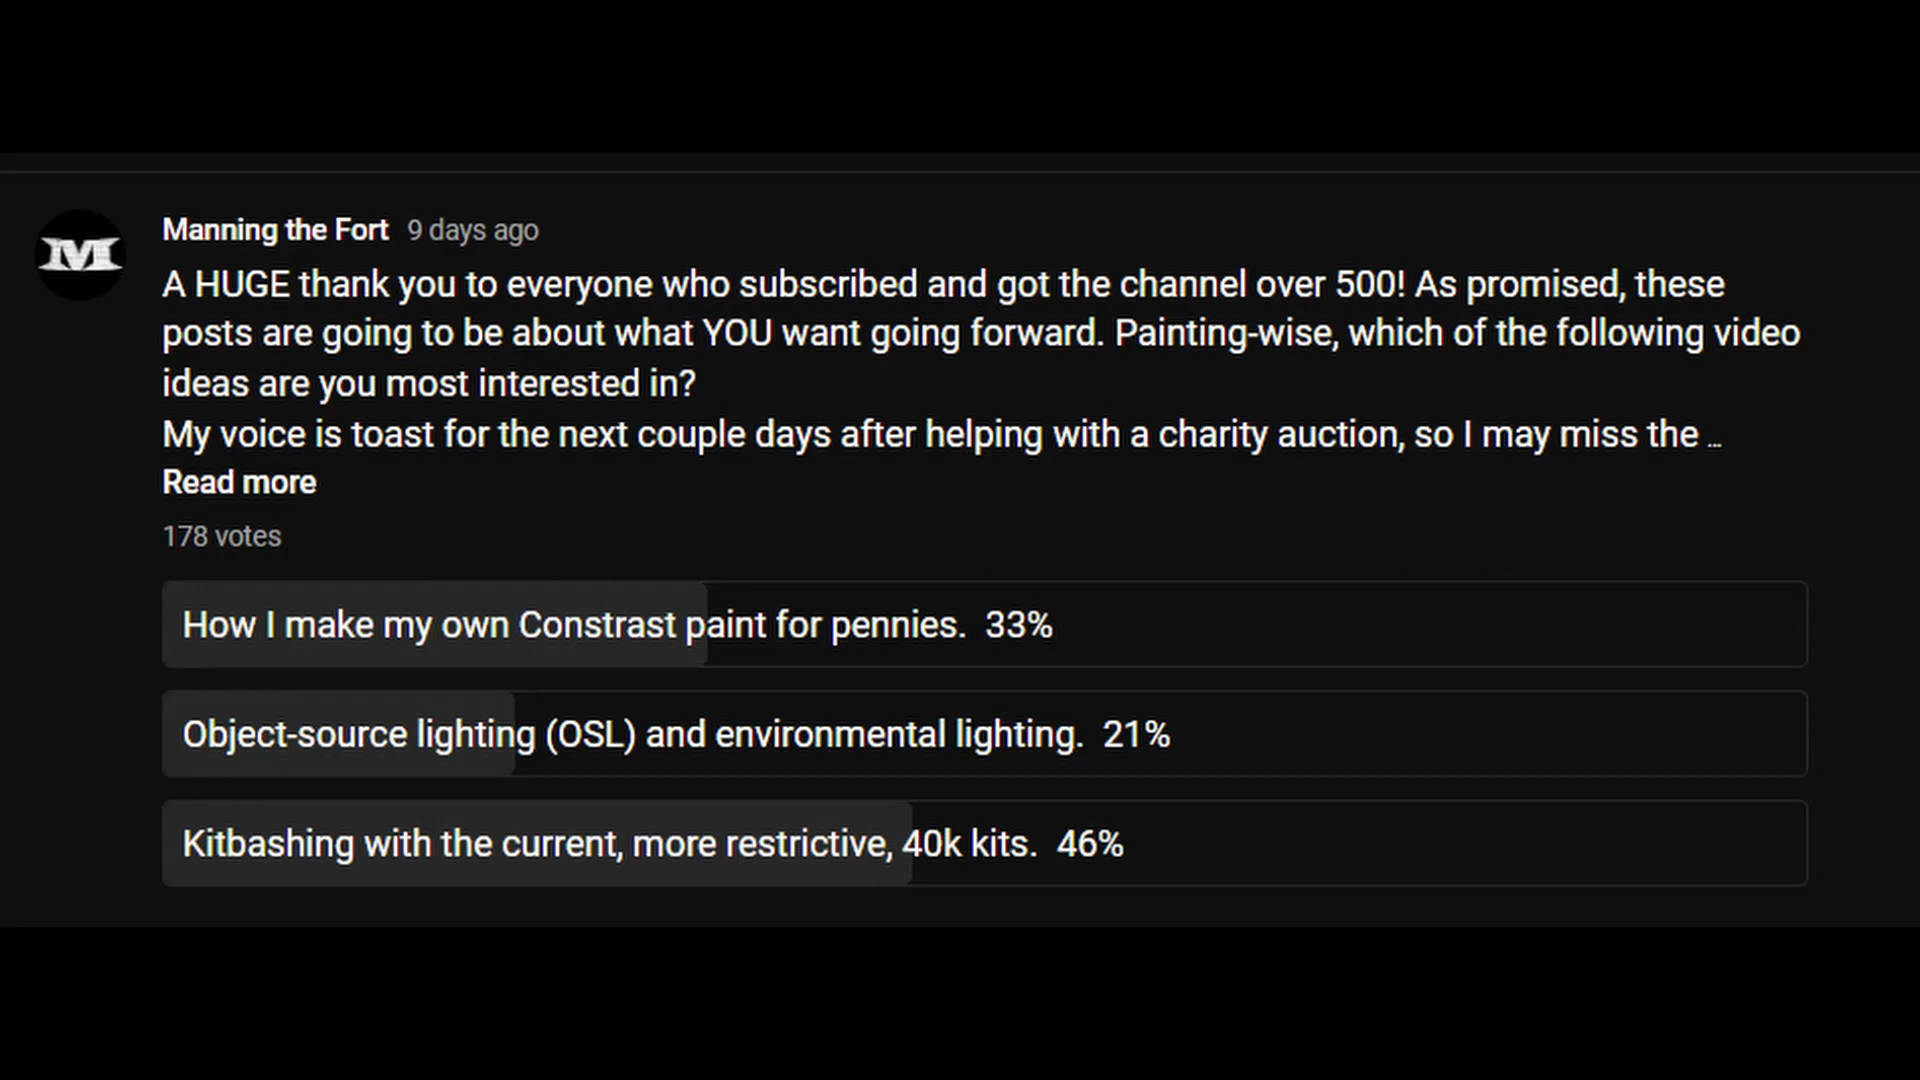 M
Manning the Fort 9 days ago
A HUGE thank you to everyone who subscribed and got the channel over 500! As promised, these
posts are going to be about what YOU want going forward. Painting-wise, which of the following video
ideas are you most interested in?
My voice is toast for the next couple days after helping with a charity auction, so I may miss the ...
Read more
178 votes
How I make my own Constrast paint for pennies. 33%
Object-source lighting (OSL) and environmental lighting. 21%
Kitbashing with the current, more restrictive, 40k kits. 46%